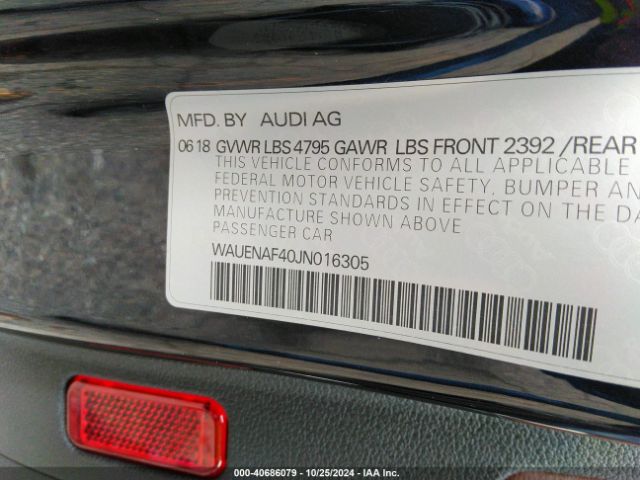 MFD. BY AUDI AG
06 18 GVWR LBS 4795 GAWR LBS FRONT 2392 /REAR
THIS VEHICLE CONFORMS TO ALL APPLICABLE
FEDERAL MOTOR VEHICLE SAFETY, BUMPER AN
PREVENTION STANDARDS IN EFFECT ON THE DA
MANUFACTURE SHOWN ABOVE
PASSENGER CAR
WAUENAF40JN016305
000-40686079 - 10/25/2024 - IAA Inc.